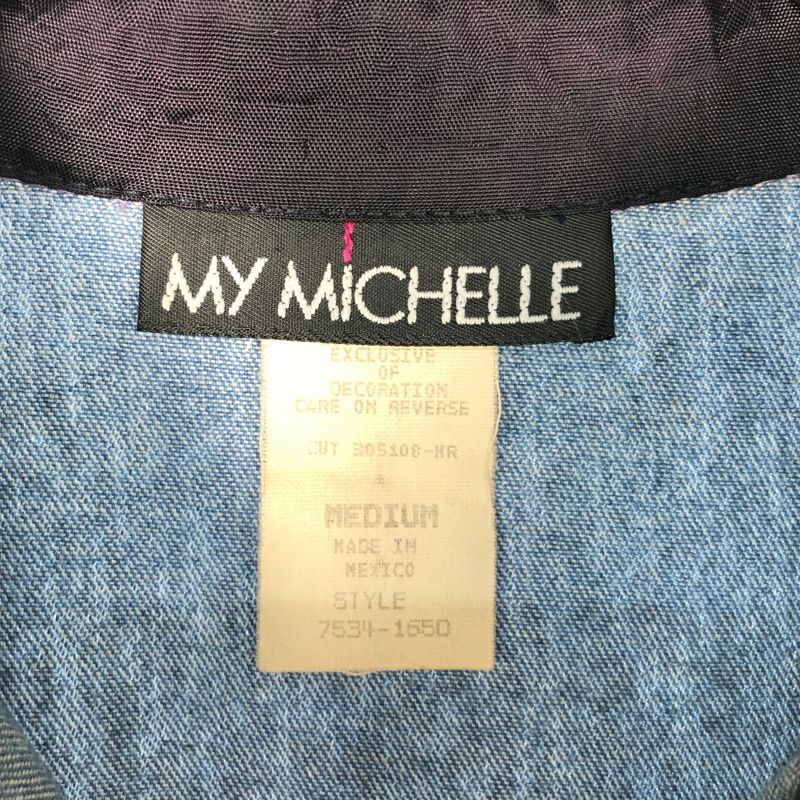 MY MICHELLE
EXCLUSIVE
OF
DECORATION
CARE ON REVERSE
CUT 305108-MR
MEDIUM
MADE IN
MEXICO
STYLE
7534-165D